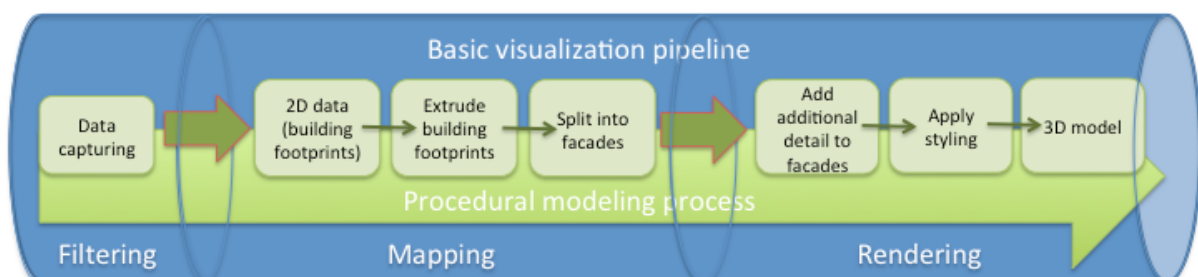 Basic visualization pipeline
Data
capturing
2D data
(building
footprints)
Extrude
building
footprints
Split into
facades
Add
additional
detail to
facades
Apply
styling
3D model
Procedural modeling process
Filtering
Mapping
Rendering